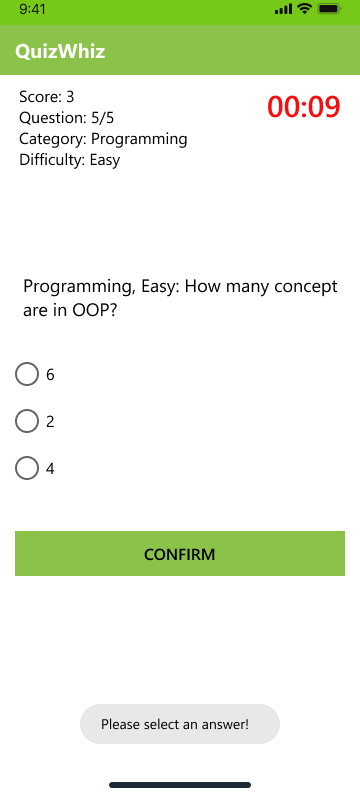 9:41
QuizWhiz
Score: 3
00:09
Question: 5/5
Category: Programming
Difficulty: Easy
Programming, Easy: How many concept
are in OOP?
6
2
4
CONFIRM
Please select an answer!